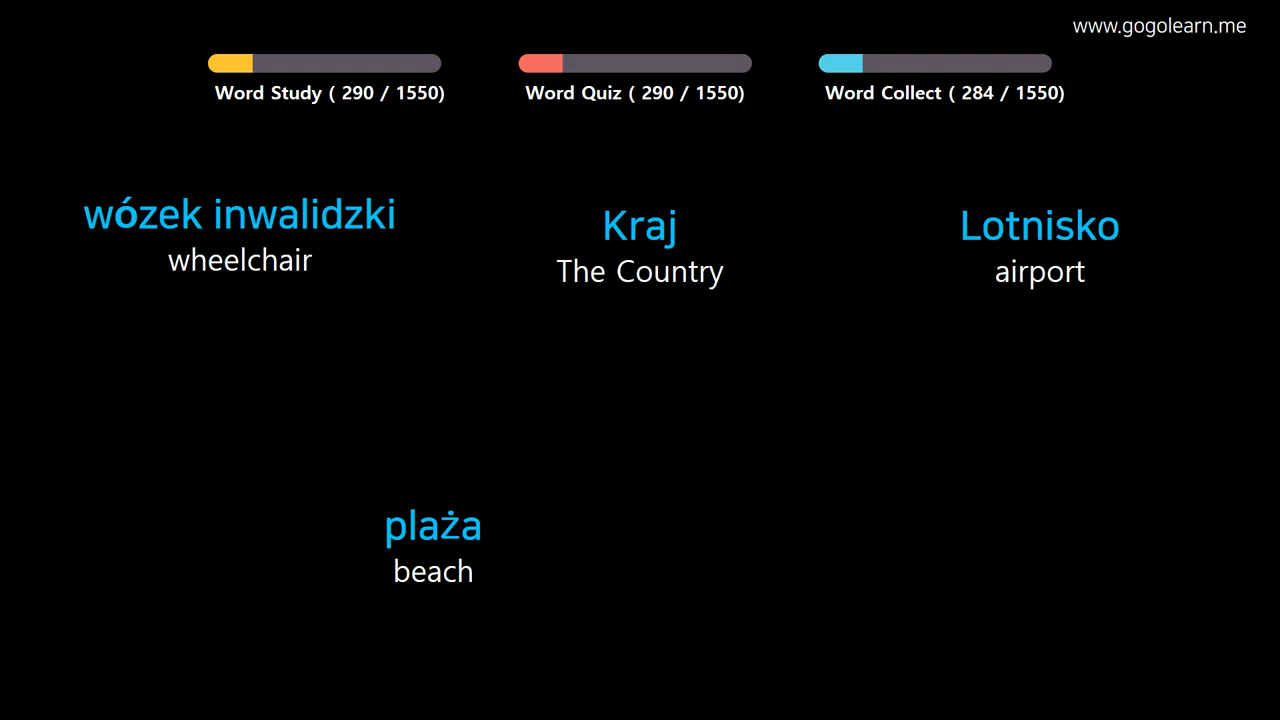 www.gogolearn.me
Word Study ( 290 / 1550)
Word Quiz ( 290 / 1550)
Word Collect ( 284 / 1550)
wózek inwalidzki
wheelchair
Kraj
The Country
Lotnisko
airport
plaża
beach